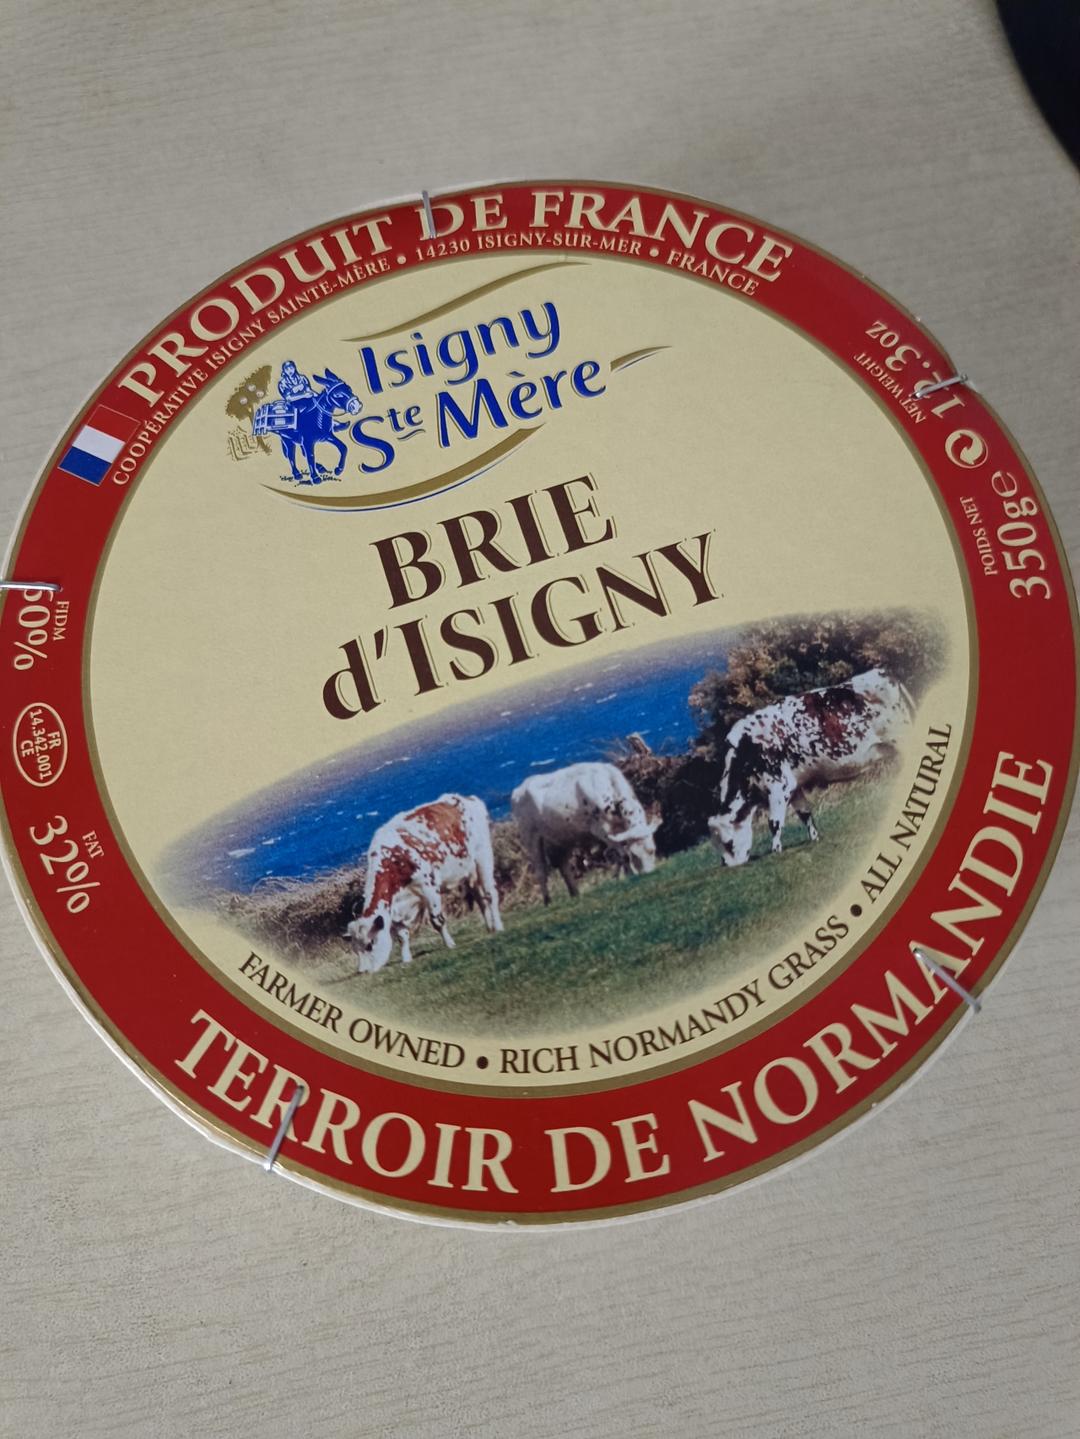 PRODUIT DE FRANCE
COOPÉRATIVE ISIGNY SAINTE-MÈRE • 14230 ISIGNY-SUR-MER • FRANCE
Isigny
Ste Mère
BRIE
d'ISIGNY
NET WEIGHT
12.3oz
POIDS NET
350g℮
FIDM
60%
FR
14.342.001
CE
FAT
32%
FARMER OWNED • RICH NORMANDY GRASS • ALL NATURAL
TERROIR DE NORMANDIE